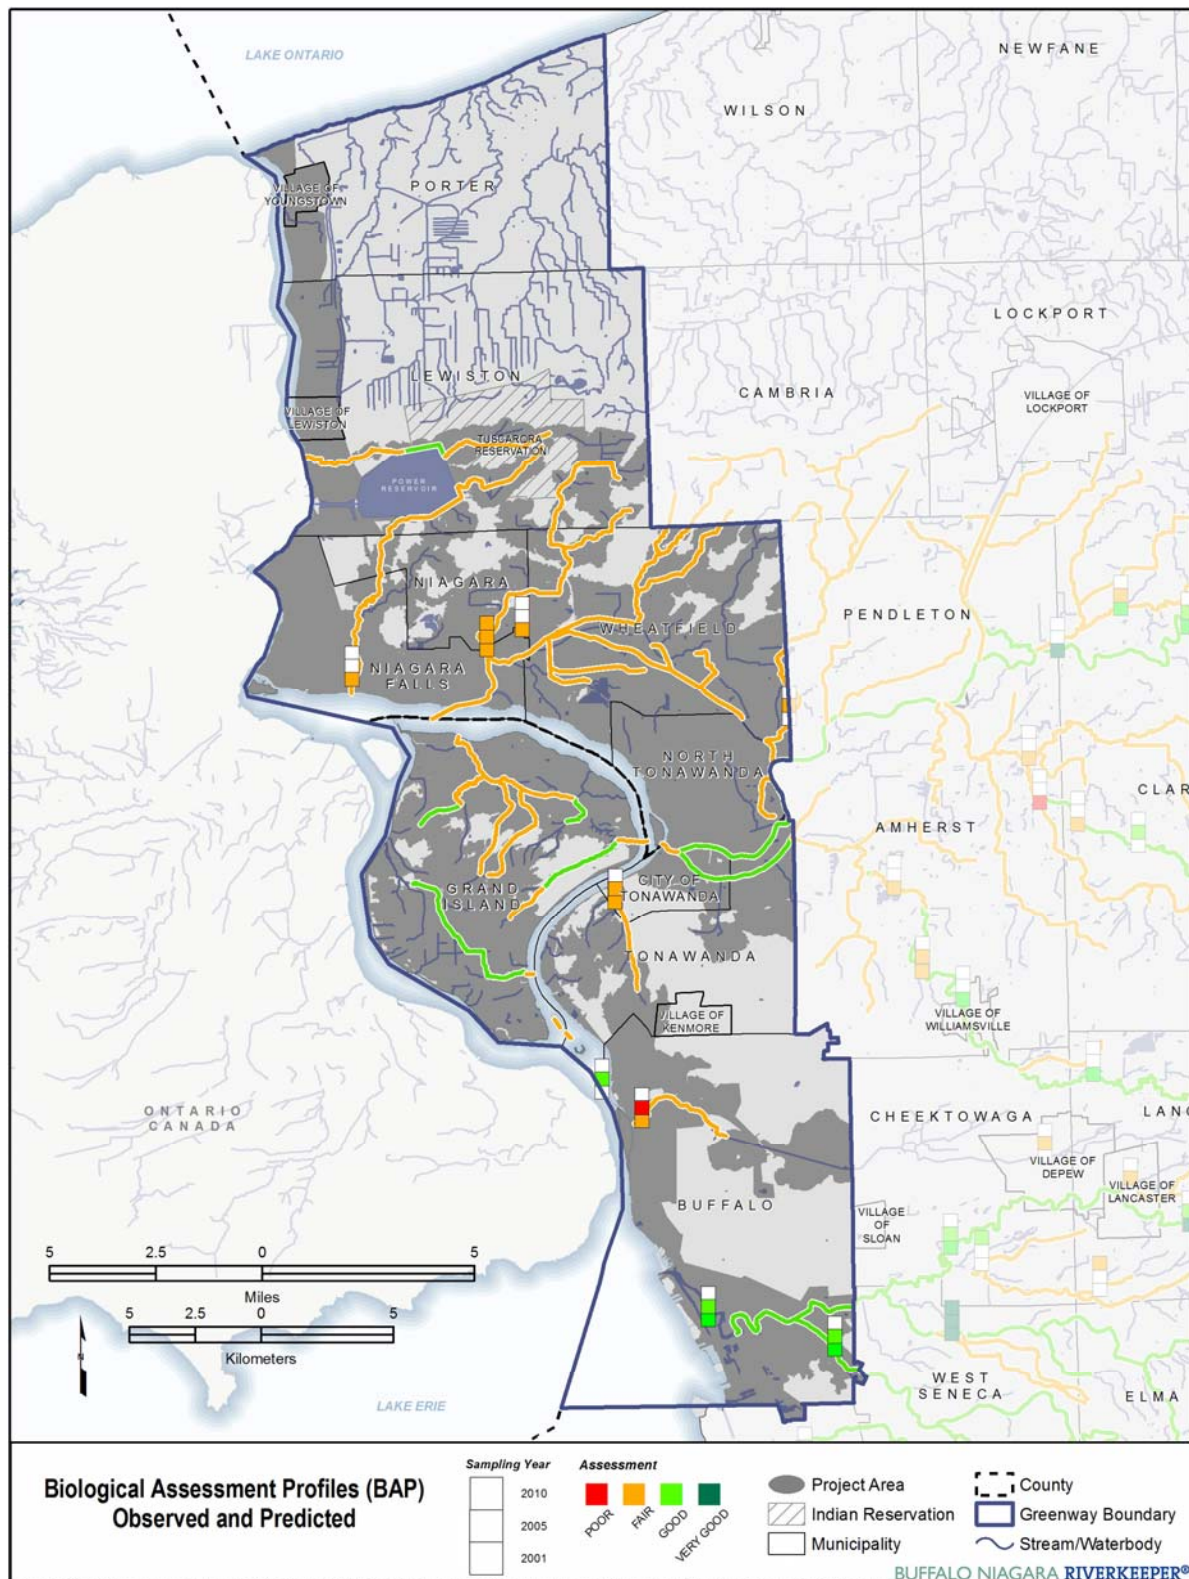 LAKE ONTARIO
NEWFANE
WILSON
PORTER
VILLAGE OF
YOUNGSTOWN
LOCKPORT
LEWISTON
CAMBRIA
VILLAGE OF
LOCKPORT
VILLAGE OF
LEWISTON
TUSCARORA
RESERVATION
POWER
RESERVOIR
NIAGARA
PENDLETON
WHEATFIELD
NIAGARA
FALLS
NORTH
TONAWANDA
CLAR
AMHERST
GRAND
ISLAND
CITY OF
TONAWANDA
TONAWANDA
VILLAGE OF
KENMORE
VILLAGE OF
WILLIAMSVILLE
ONTARIO
CANADA
CHEEKTOWAGA
LANC
VILLAGE OF
DEPEW
VILLAGE OF
LANCASTER
BUFFALO
VILLAGE
OF
SLOAN
5 2.5 0 5
Miles
5 2.5 0 5
Kilometers
N
WEST
SENECA
ELMA
LAKE ERIE
Biological Assessment Profiles (BAP)
Observed and Predicted
Sampling Year
2010
2005
2001
Assessment
POOR
FAIR
GOOD
VERY GOOD
Project Area
Indian Reservation
Municipality
County
Greenway Boundary
Stream/Waterbody
BUFFALO NIAGARA RIVERKEEPER®